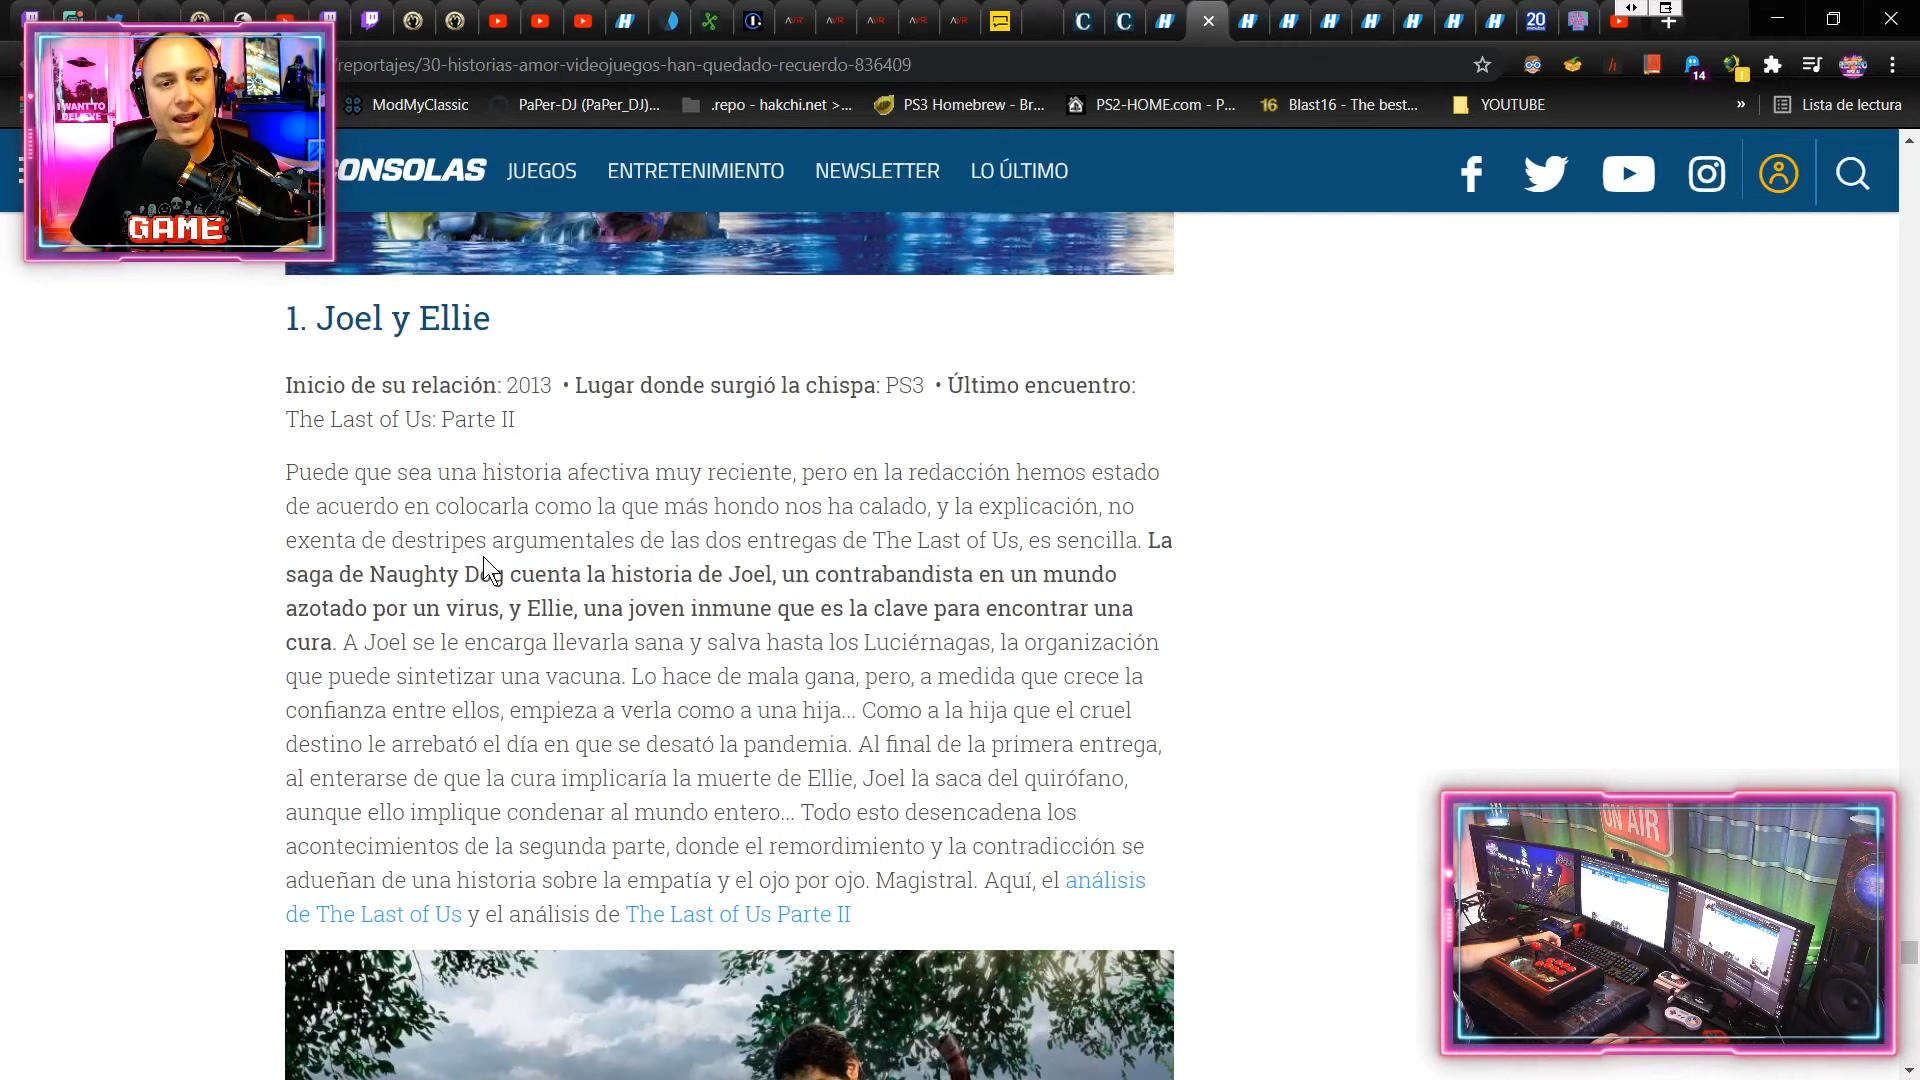 reportajes/30-historias-amor-videojuegos-han-quedado-recuerdo-836409
14
20
ModMyClassic
PaPer-DJ (PaPer_DJ)...
.repo - hakchi.net >...
PS3 Homebrew - Br...
PS2-HOME.com - P...
16 Blast16 - The best...
YOUTUBE
»
Lista de lectura
I WANT TO
BELIEVE
GAME
ONSOLAS JUEGOS ENTRETENIMIENTO NEWSLETTER LO ÚLTIMO
1. Joel y Ellie
Inicio de su relación: 2013 • Lugar donde surgió la chispa: PS3 • Último encuentro:
The Last of Us: Parte II
Puede que sea una historia afectiva muy reciente, pero en la redacción hemos estado
de acuerdo en colocarla como la que más hondo nos ha calado, y la explicación, no
exenta de destripes argumentales de las dos entregas de The Last of Us, es sencilla. La
saga de Naughty Dog cuenta la historia de Joel, un contrabandista en un mundo
azotado por un virus, y Ellie, una joven inmune que es la clave para encontrar una
cura. A Joel se le encarga llevarla sana y salva hasta los Luciérnagas, la organización
que puede sintetizar una vacuna. Lo hace de mala gana, pero, a medida que crece la
confianza entre ellos, empieza a verla como a una hija... Como a la hija que el cruel
destino le arrebató el día en que se desató la pandemia. Al final de la primera entrega,
al enterarse de que la cura implicaría la muerte de Ellie, Joel la saca del quirófano,
aunque ello implique condenar al mundo entero... Todo esto desencadena los
acontecimientos de la segunda parte, donde el remordimiento y la contradicción se
adueñan de una historia sobre la empatía y el ojo por ojo. Magistral. Aquí, el análisis
de The Last of Us y el análisis de The Last of Us Parte II
ON AIR